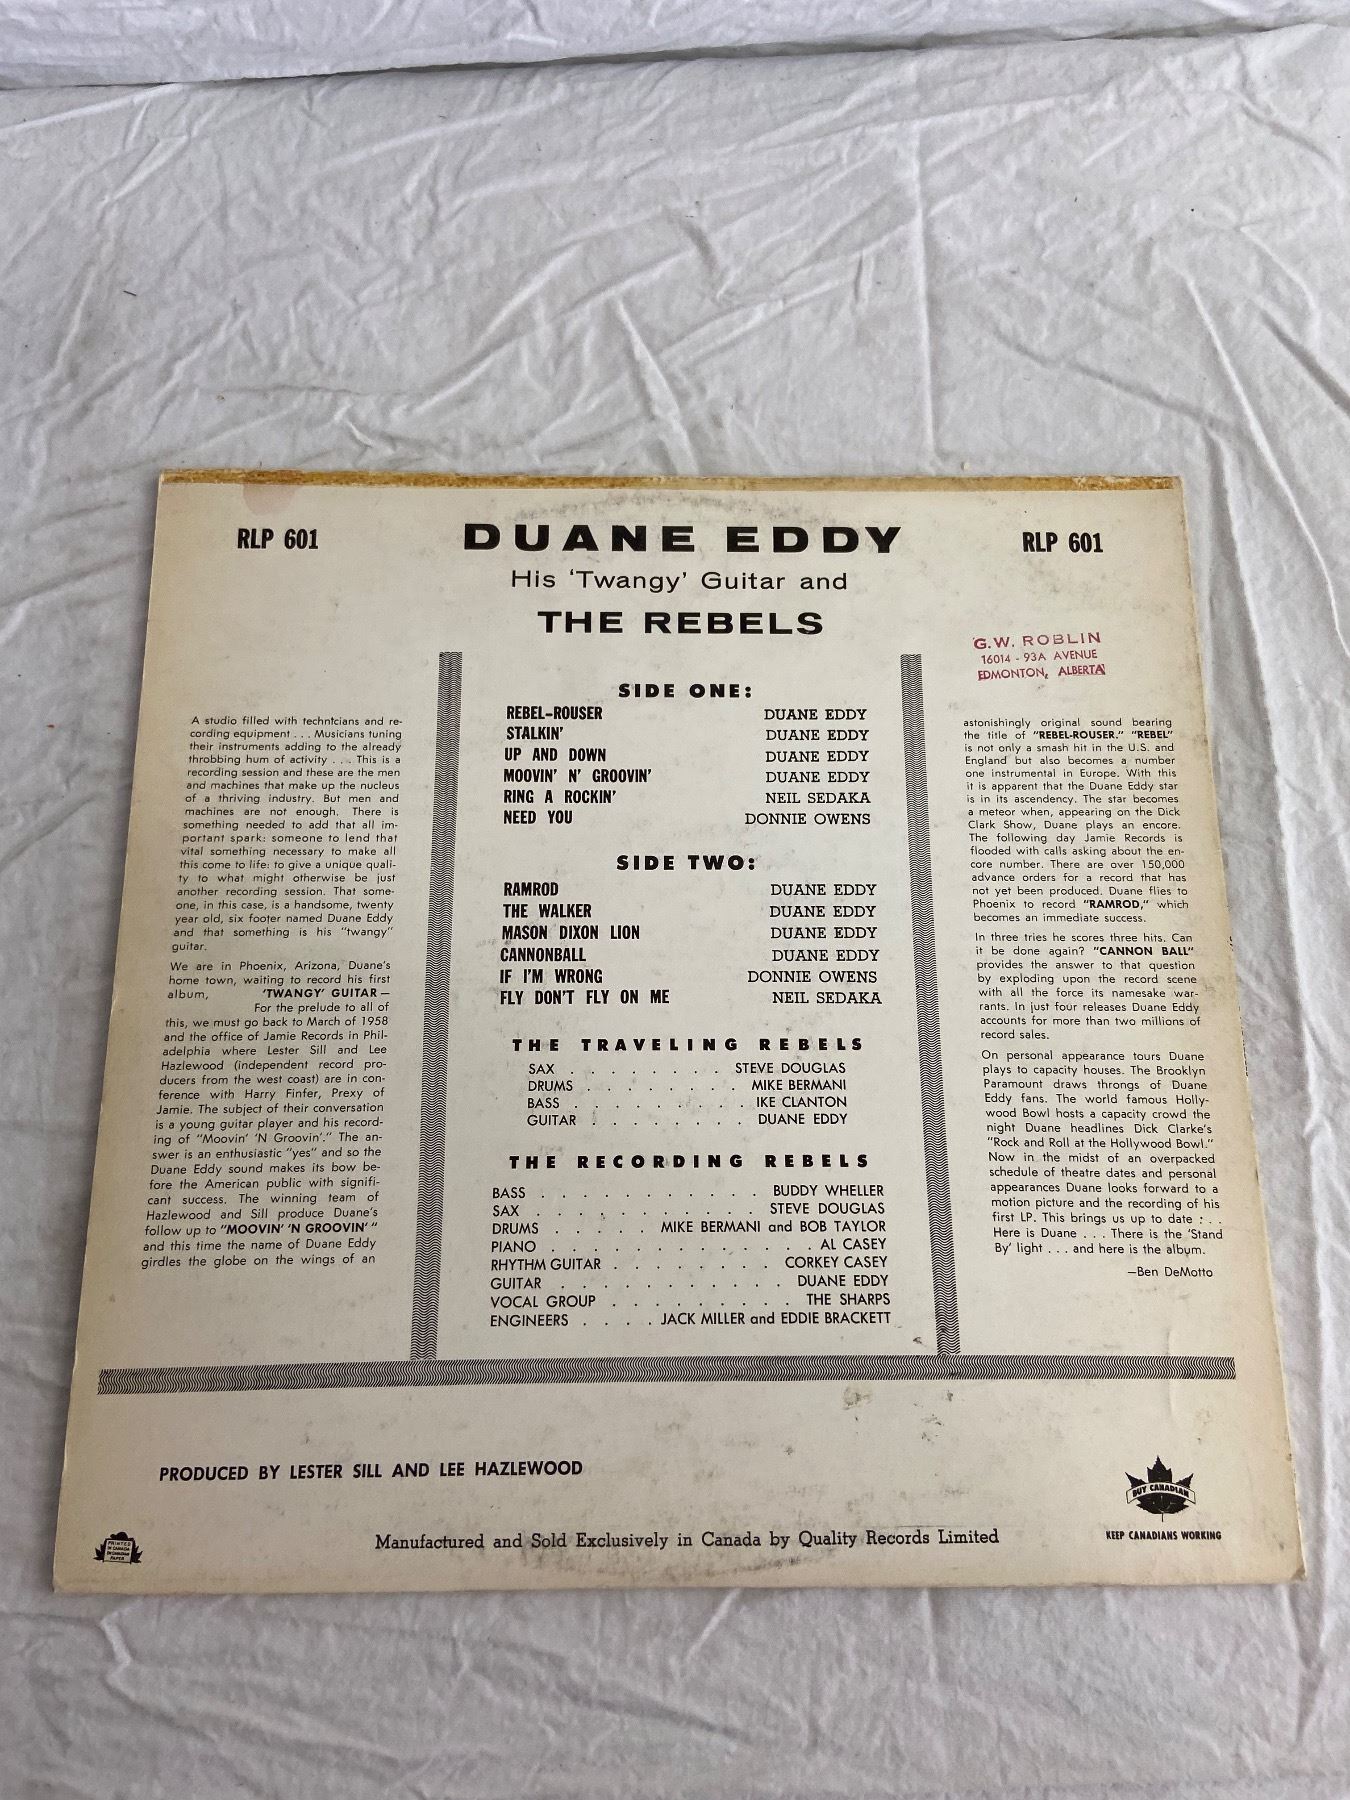 RLP 601
DUANE EDDY
RLP 601
His ‘Twangy’ Guitar and
THE REBELS
G.W. ROBLIN
16014 - 93A AVENUE
EDMONTON, ALBERTA
A studio filled with techntcians and re-
cording equipment . . . Musicians tuning
their instruments adding to the already
throbbing hum of activity . . . This is a
recording session and these are the men
and machines that make up the nucleus
of a thriving industry. But men and
machines are not enough. There is
something needed to add that all im-
portant spark: someone to lend that
vital something necessary to make all
this come to life: to give a unique quali-
ty to what might otherwise be just
another recording session. That some-
one, in this case, is a handsome, twenty
year old, six footer named Duane Eddy
and that something is his "twangy"
guitar.
We are in Phoenix, Arizona, Duane's
home town, waiting to record his first
album, 'TWANGY' GUITAR —
For the prelude to all of
this, we must go back to March of 1958
and the office of Jamie Records in Phil-
adelphia where Lester Sill and Lee
Hazlewood (independent record pro-
ducers from the west coast) are in con-
ference with Harry Finfer, Prexy of
Jamie. The subject of their conversation
is a young guitar player and his record-
ing of "Moovin' 'N Groovin'." The an-
swer is an enthusiastic "yes" and so the
Duane Eddy sound makes its bow be-
fore the American public with signifi-
cant success. The winning team of
Hazlewood and Sill produce Duane's
follow up to "MOOVIN' 'N GROOVIN' "
and this time the name of Duane Eddy
girdles the globe on the wings of an
SIDE ONE:
REBEL-ROUSER DUANE EDDY
STALKIN' DUANE EDDY
UP AND DOWN DUANE EDDY
MOOVIN' N' GROOVIN' DUANE EDDY
RING A ROCKIN' NEIL SEDAKA
NEED YOU DONNIE OWENS
SIDE TWO:
RAMROD DUANE EDDY
THE WALKER DUANE EDDY
MASON DIXON LION DUANE EDDY
CANNONBALL DUANE EDDY
IF I'M WRONG DONNIE OWENS
FLY DON'T FLY ON ME NEIL SEDAKA
THE TRAVELING REBELS
SAX . . . . . . . . STEVE DOUGLAS
DRUMS . . . . . . . . MIKE BERMANI
BASS . . . . . . . . . IKE CLANTON
GUITAR . . . . . . . . DUANE EDDY
THE RECORDING REBELS
BASS . . . . . . . . . . . . BUDDY WHELLER
SAX . . . . . . . . . . . . STEVE DOUGLAS
DRUMS . . . . . . MIKE BERMANI and BOB TAYLOR
PIANO . . . . . . . . . . . . . . AL CASEY
RHYTHM GUITAR . . . . . . . . CORKEY CASEY
GUITAR . . . . . . . . . . . . DUANE EDDY
VOCAL GROUP . . . . . . . . . . THE SHARPS
ENGINEERS . . . . JACK MILLER and EDDIE BRACKETT
astonishingly original sound bearing
the title of "REBEL-ROUSER." "REBEL"
is not only a smash hit in the U.S. and
England but also becomes a number
one instrumental in Europe. With this
it is apparent that the Duane Eddy star
is in its ascendency. The star becomes
a meteor when, appearing on the Dick
Clark Show, Duane plays an encore.
The following day Jamie Records is
flooded with calls asking about the en-
core number. There are over 150,000
advance orders for a record that has
not yet been produced. Duane flies to
Phoenix to record "RAMROD," which
becomes an immediate success.
In three tries he scores three hits. Can
it be done again? "CANNON BALL"
provides the answer to that question
by exploding upon the record scene
with all the force its namesake war-
rants. In just four releases Duane Eddy
accounts for more than two millions of
record sales.
On personal appearance tours Duane
plays to capacity houses. The Brooklyn
Paramount draws throngs of Duane
Eddy fans. The world famous Holly-
wood Bowl hosts a capacity crowd the
night Duane headlines Dick Clarke's
"Rock and Roll at the Hollywood Bowl."
Now in the midst of an overpacked
schedule of theatre dates and personal
appearances Duane looks forward to a
motion picture and the recording of his
first LP. This brings us up to date : . .
Here is Duane . . . There is the 'Stand
By' light . . . and here is the album.
—Ben DeMotto
PRODUCED BY LESTER SILL AND LEE HAZLEWOOD
BUY CANADIAN
KEEP CANADIANS WORKING
PRINTED
IN CANADA
ON CANADIAN
PAPER
Manufactured and Sold Exclusively in Canada by Quality Records Limited